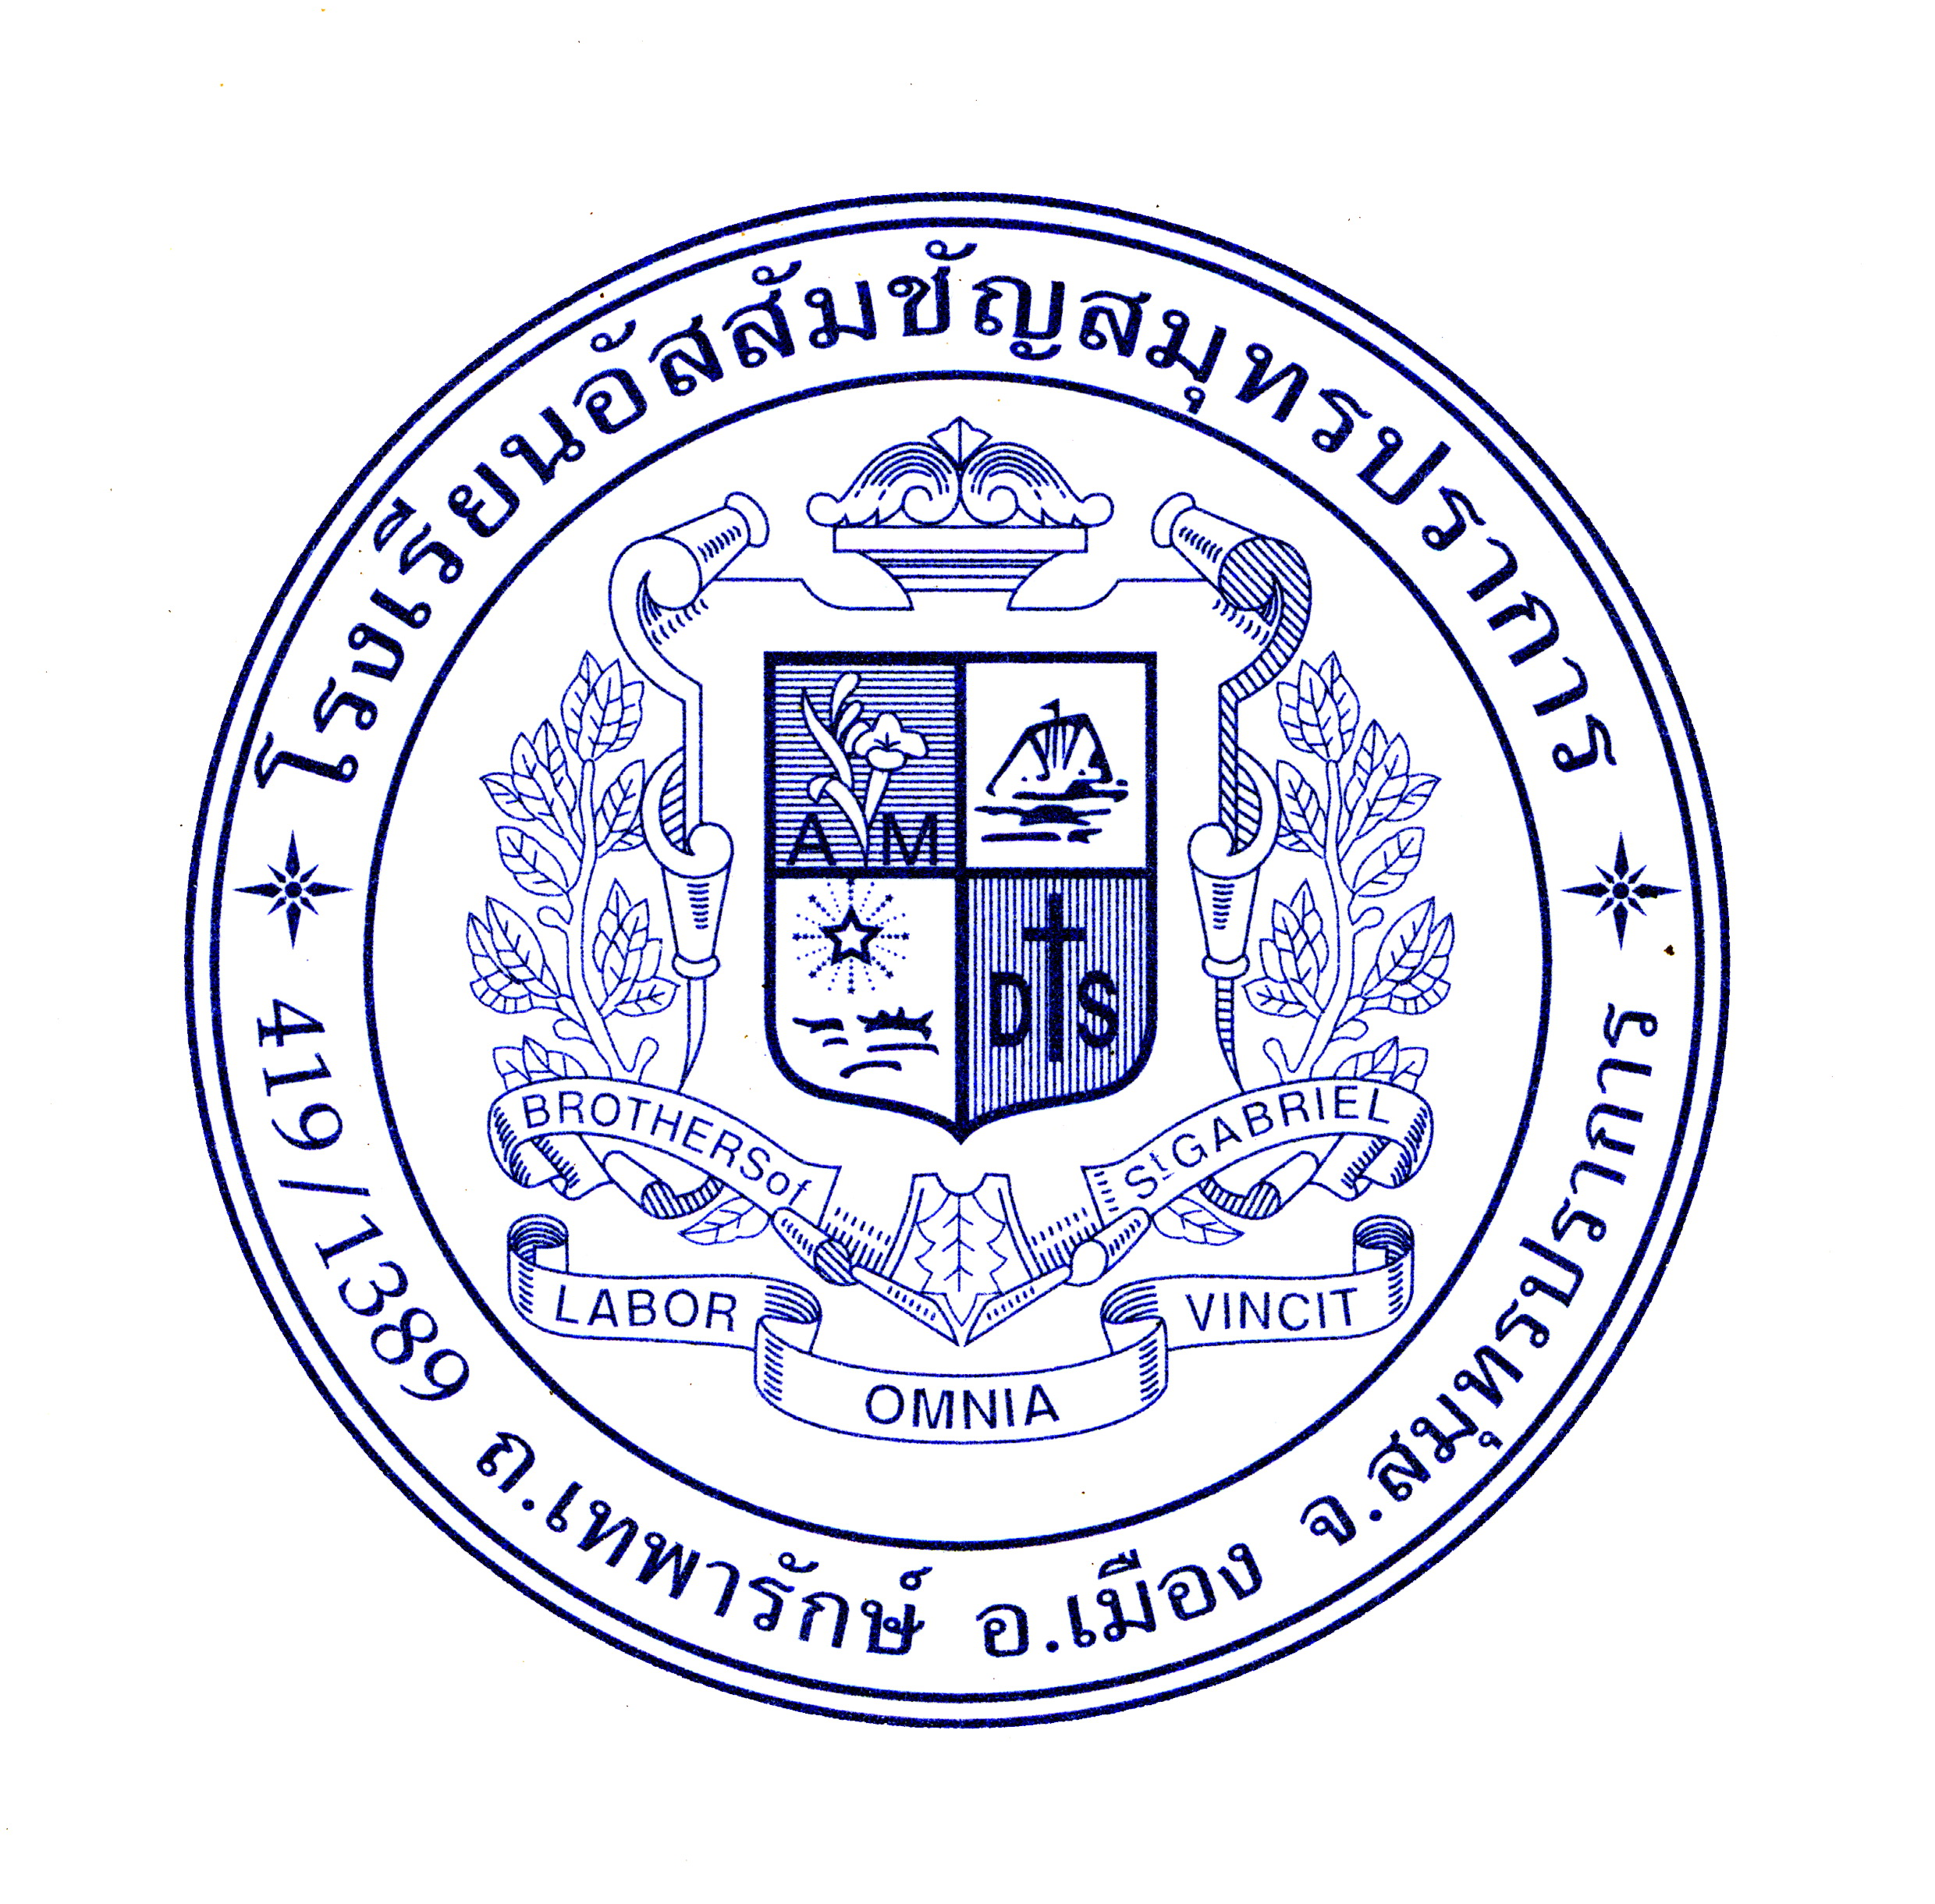 โรงเรียนอัสสัมชัญสมุทรปราการ
A M
D S
BROTHERS of St GABRIEL
LABOR OMNIA VINCIT
419/1389 ถ.เทพารักษ์ อ.เมือง จ.สมุทรปราการ